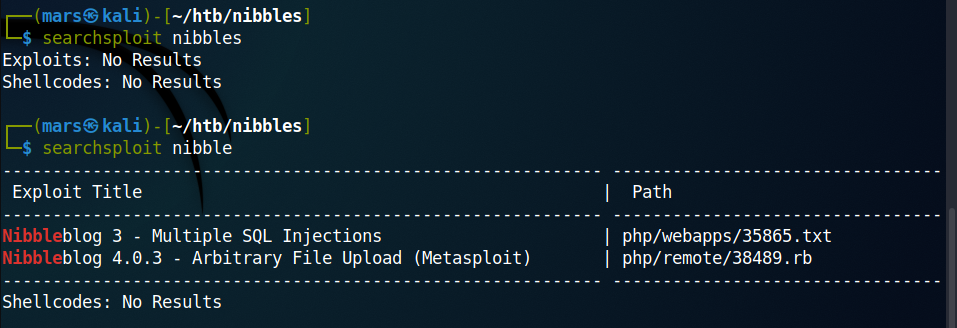 (mars㉿kali)-[~/htb/nibbles]
$ searchsploit nibbles
Exploits: No Results
Shellcodes: No Results
(mars㉿kali)-[~/htb/nibbles]
$ searchsploit nibble
Exploit Title | Path
Nibbleblog 3 - Multiple SQL Injections | php/webapps/35865.txt
Nibbleblog 4.0.3 - Arbitrary File Upload (Metasploit) | php/remote/38489.rb
Shellcodes: No Results